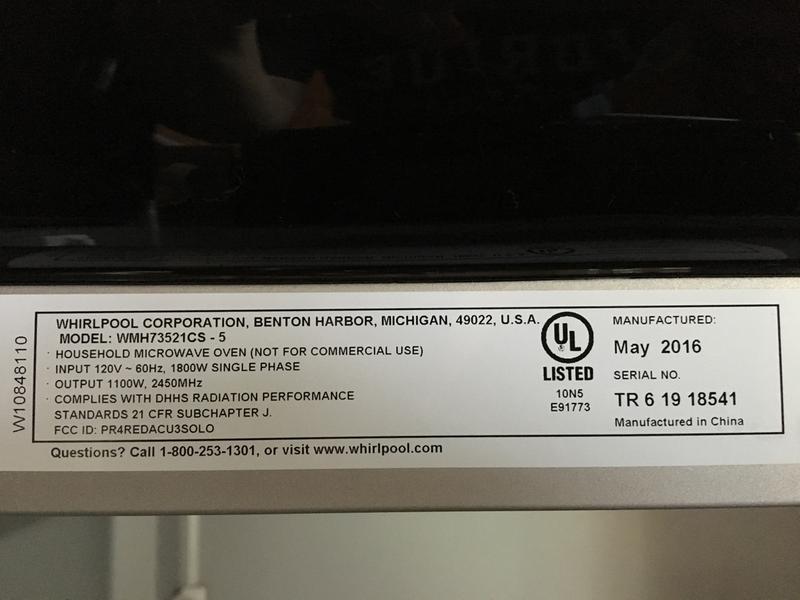 WHIRLPOOL CORPORATION, BENTON HARBOR, MICHIGAN, 49022, U.S.A.
MODEL: WMH73521CS - 5
· HOUSEHOLD MICROWAVE OVEN (NOT FOR COMMERCIAL USE)
· INPUT 120V ~ 60Hz, 1800W SINGLE PHASE
· OUTPUT 1100W, 2450MHz
· COMPLIES WITH DHHS RADIATION PERFORMANCE
STANDARDS 21 CFR SUBCHAPTER J.
FCC ID: PR4REDACU3SOLO
UL
LISTED
10N5
E91773
MANUFACTURED:
May 2016
SERIAL NO.
TR 6 19 18541
Manufactured in China
W10848110
Questions? Call 1-800-253-1301, or visit www.whirlpool.com